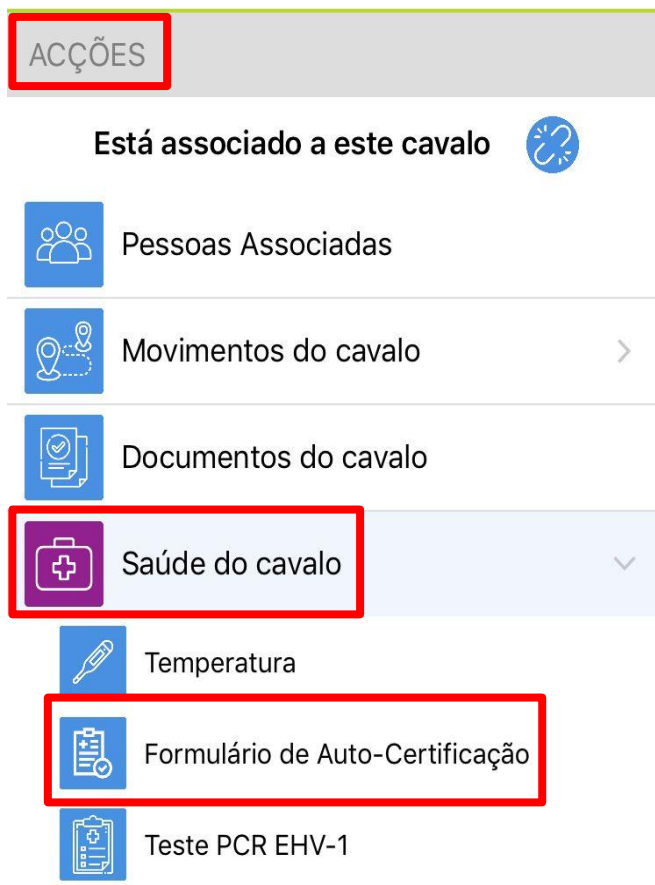 ACÇÕES
Está associado a este cavalo
Pessoas Associadas
Movimentos do cavalo
Documentos do cavalo
Saúde do cavalo
Temperatura
Formulário de Auto-Certificação
Teste PCR EHV-1